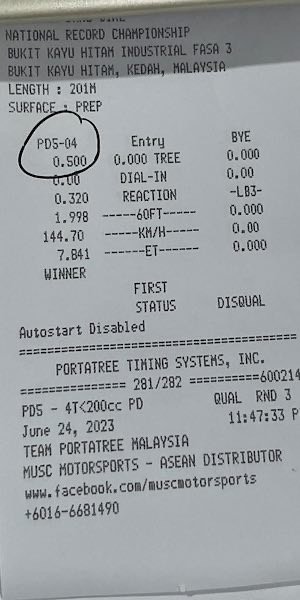 NATIONAL RECORD CHAMPIONSHIP
BUKIT KAYU HITAM INDUSTRIAL FASA 3
BUKIT KAYU HITAM, KEDAH, MALAYSIA
LENGTH : 201M
SURFACE : PREP
PD5-04 Entry BYE
0.500 0.000 TREE 0.000
0.00 DIAL-IN 0.00
0.320 REACTION -LB3-
1.998 ------60FT----- 0.000
144.70 ------KM/H----- 0.00
7.841 ------ET----- 0.000
WINNER
FIRST
STATUS DISQUAL
Autostart Disabled
========================================
PORTATREE TIMING SYSTEMS, INC.
=============== 281/282 ==========600214
PD5 - 4T<200cc PD QUAL RND 3
June 24, 2023 11:47:33 P
TEAM PORTATREE MALAYSIA
MUSC MOTORSPORTS - ASEAN DISTRIBUTOR
www.facebook.com/muscmotorsports
+6016-6681490